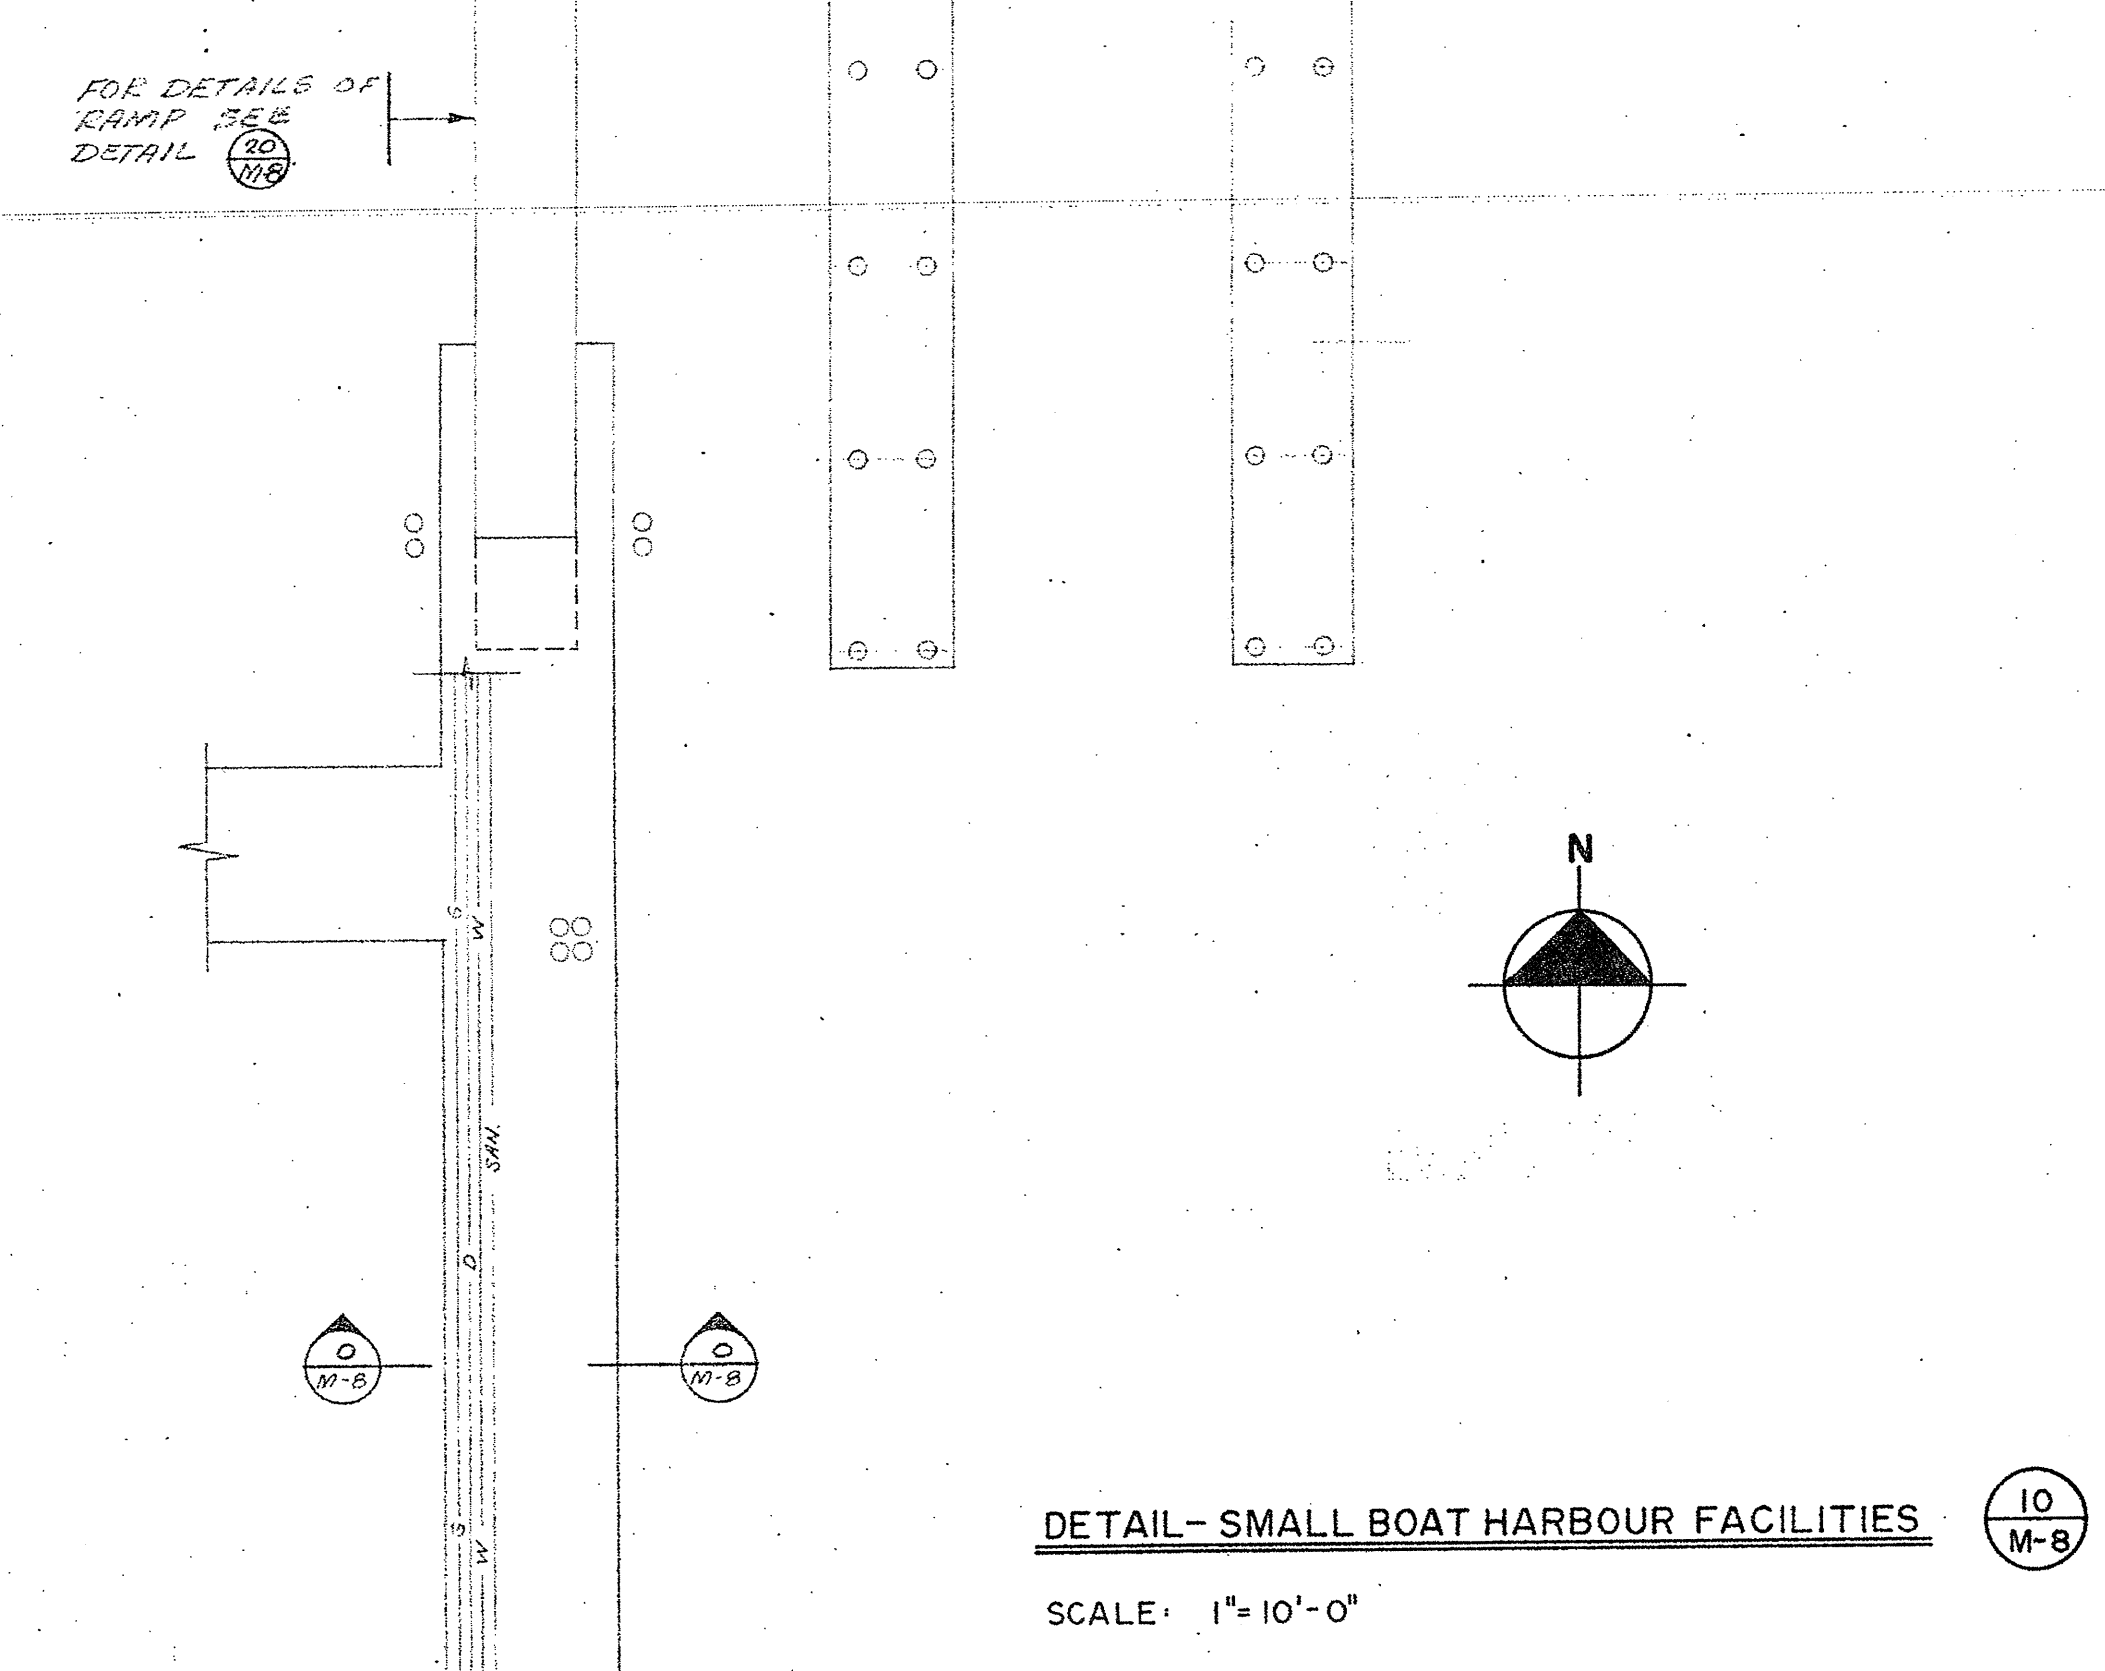 FOR DETAILS OF
RAMP SEE
DETAIL 20
M-8
N
G
W
SAN.
O
O
M-8
O
M-8
G
W
DETAIL-SMALL BOAT HARBOUR FACILITIES
10
M-8
SCALE: 1"=10'-0"